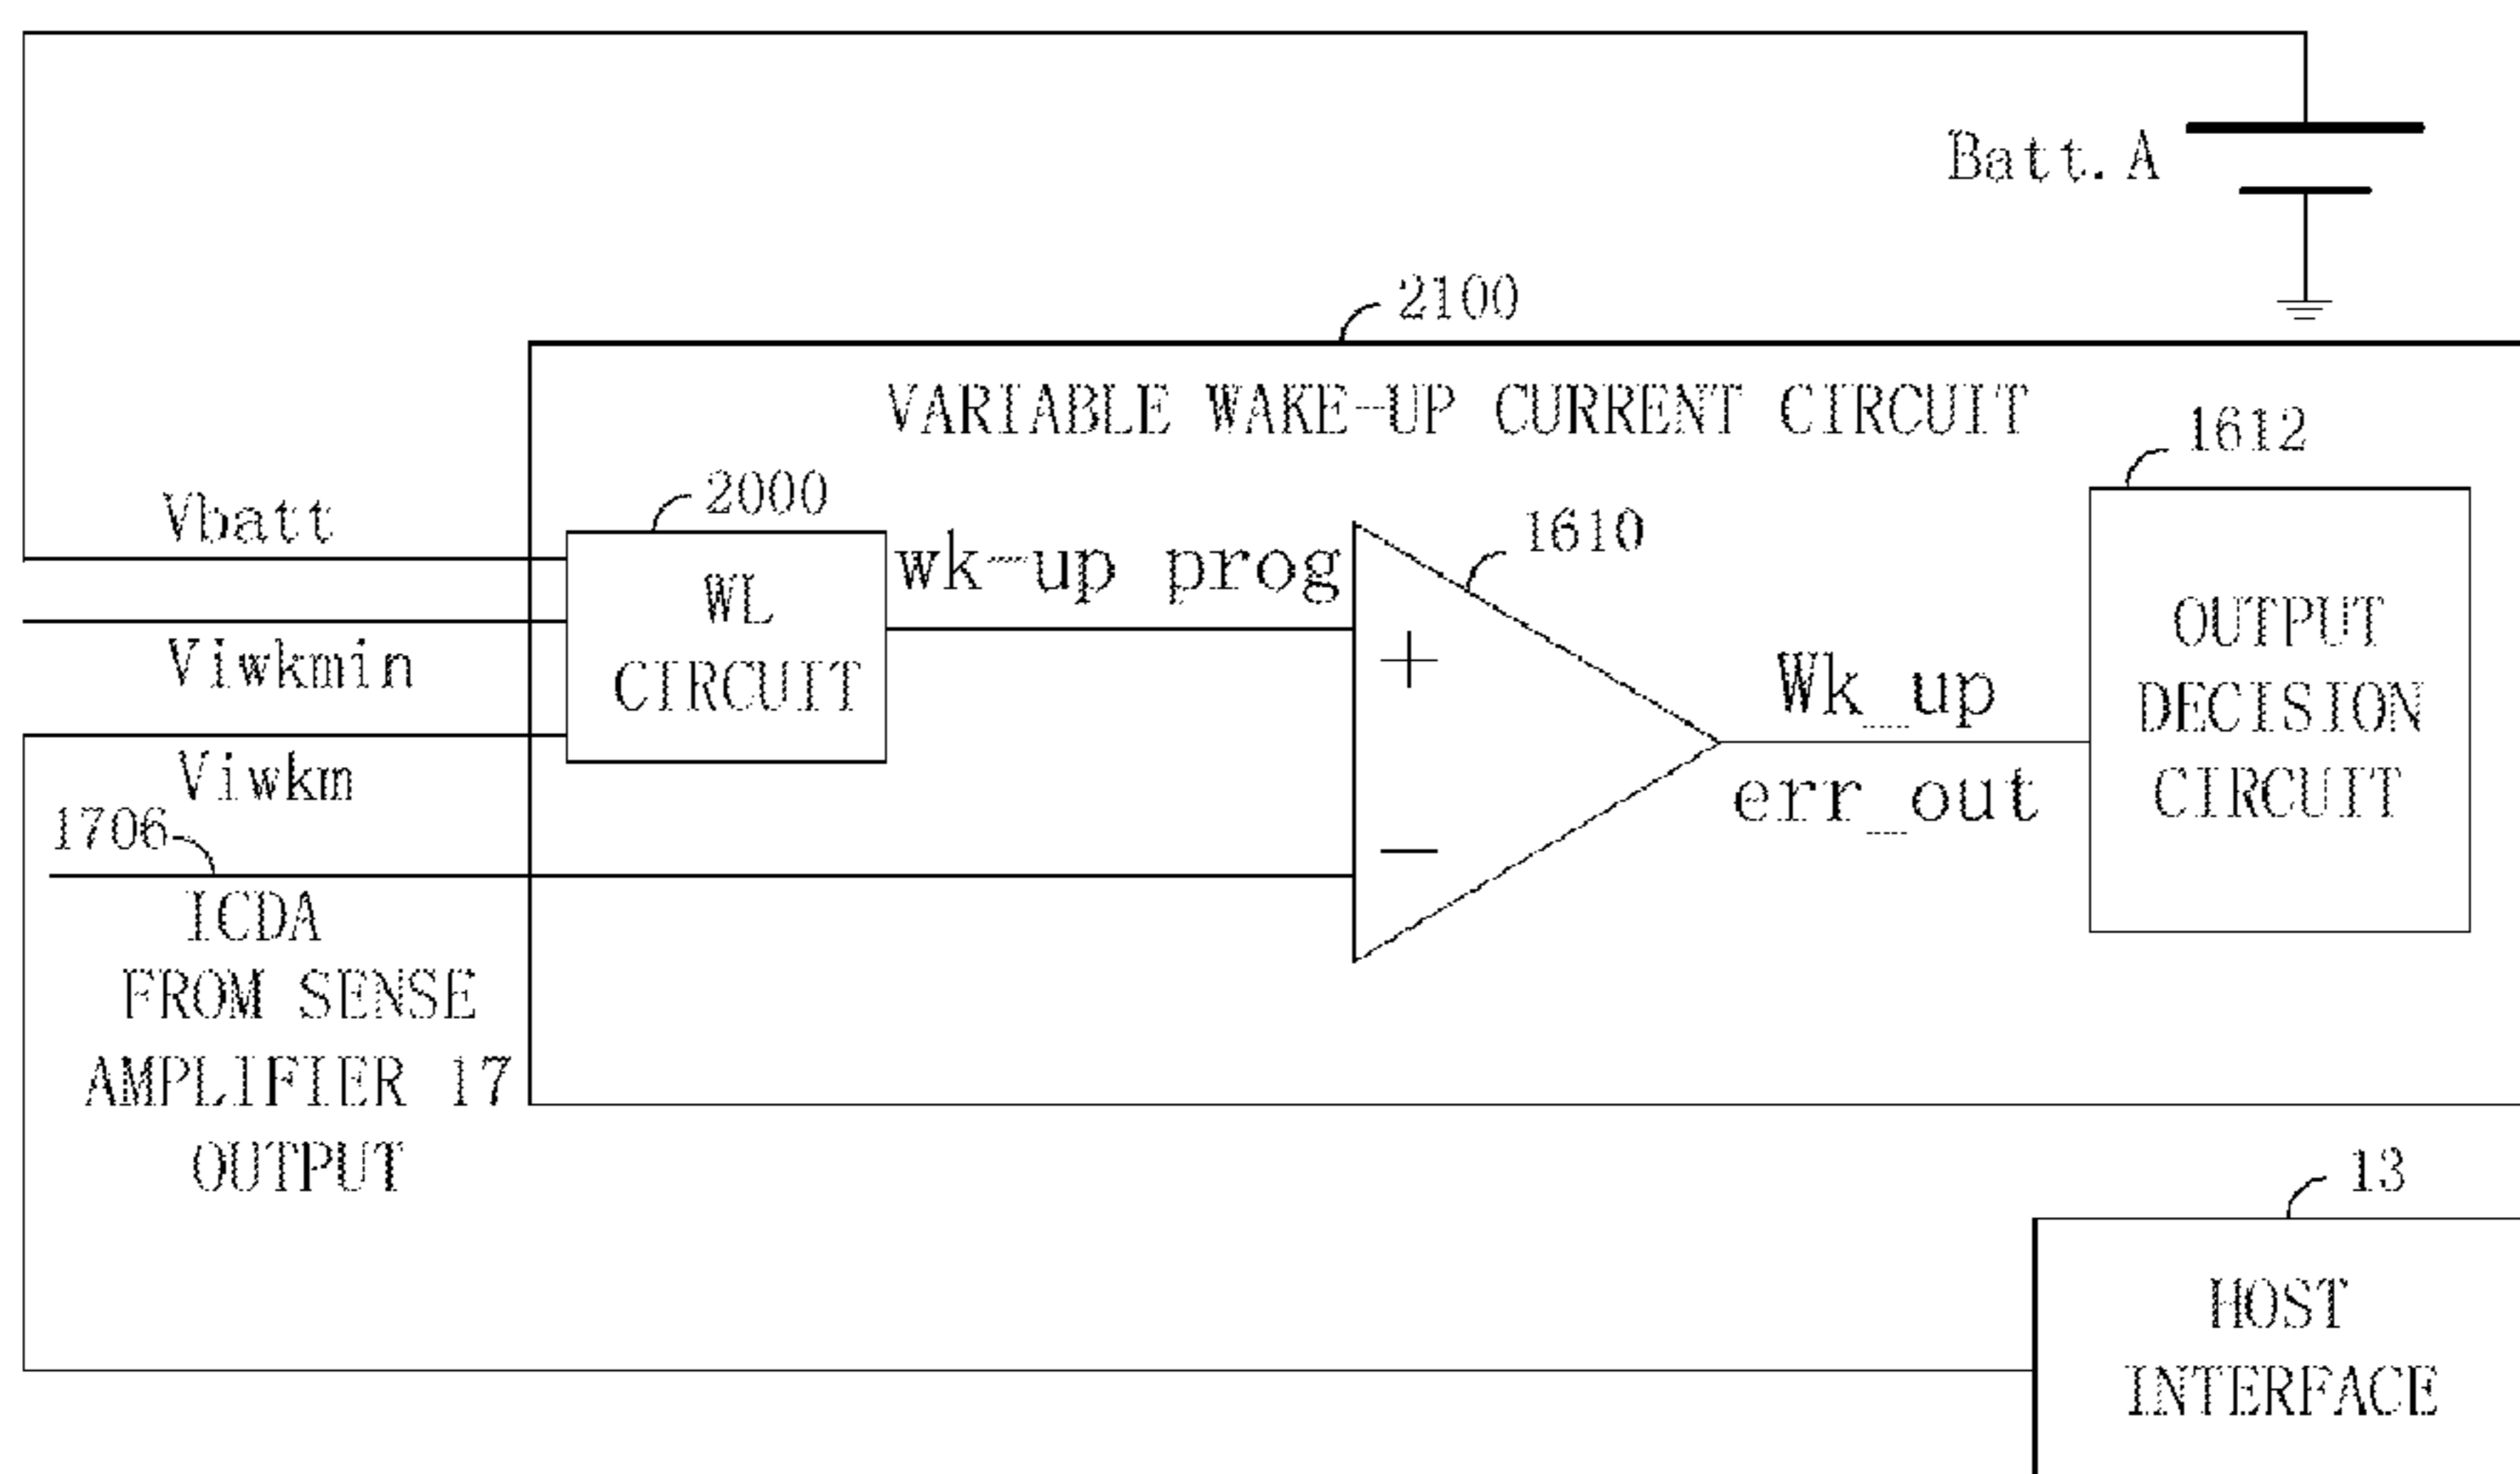 Batt.A
2100
VARIABLE WAKE-UP CURRENT CIRCUIT
1612
2000
Vbatt
wk-up prog
1610
WL
CIRCUIT
Viwkmin
+
OUTPUT
DECISION
CIRCUIT
Wk_up
err_out
Viwkm
1706
−
ICDA
FROM SENSE
AMPLIFIER 17
OUTPUT
13
HOST
INTERFACE